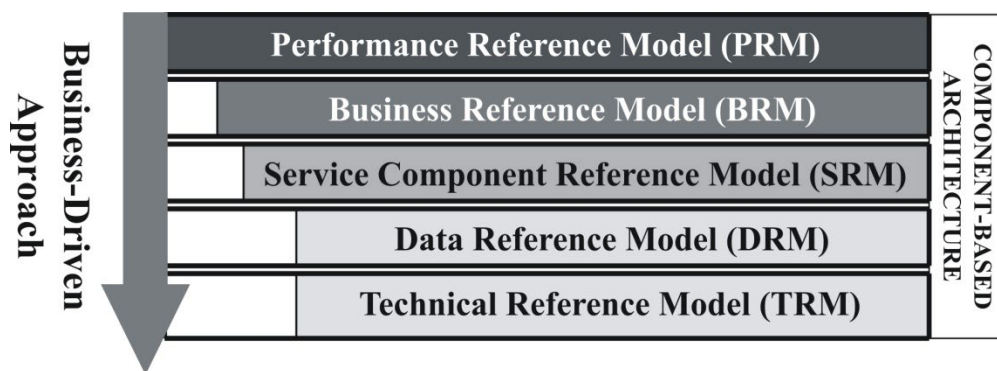 Business-Driven
Approach
Performance Reference Model (PRM)
Business Reference Model (BRM)
Service Component Reference Model (SRM)
Data Reference Model (DRM)
Technical Reference Model (TRM)
COMPONENT-BASED
ARCHITECTURE